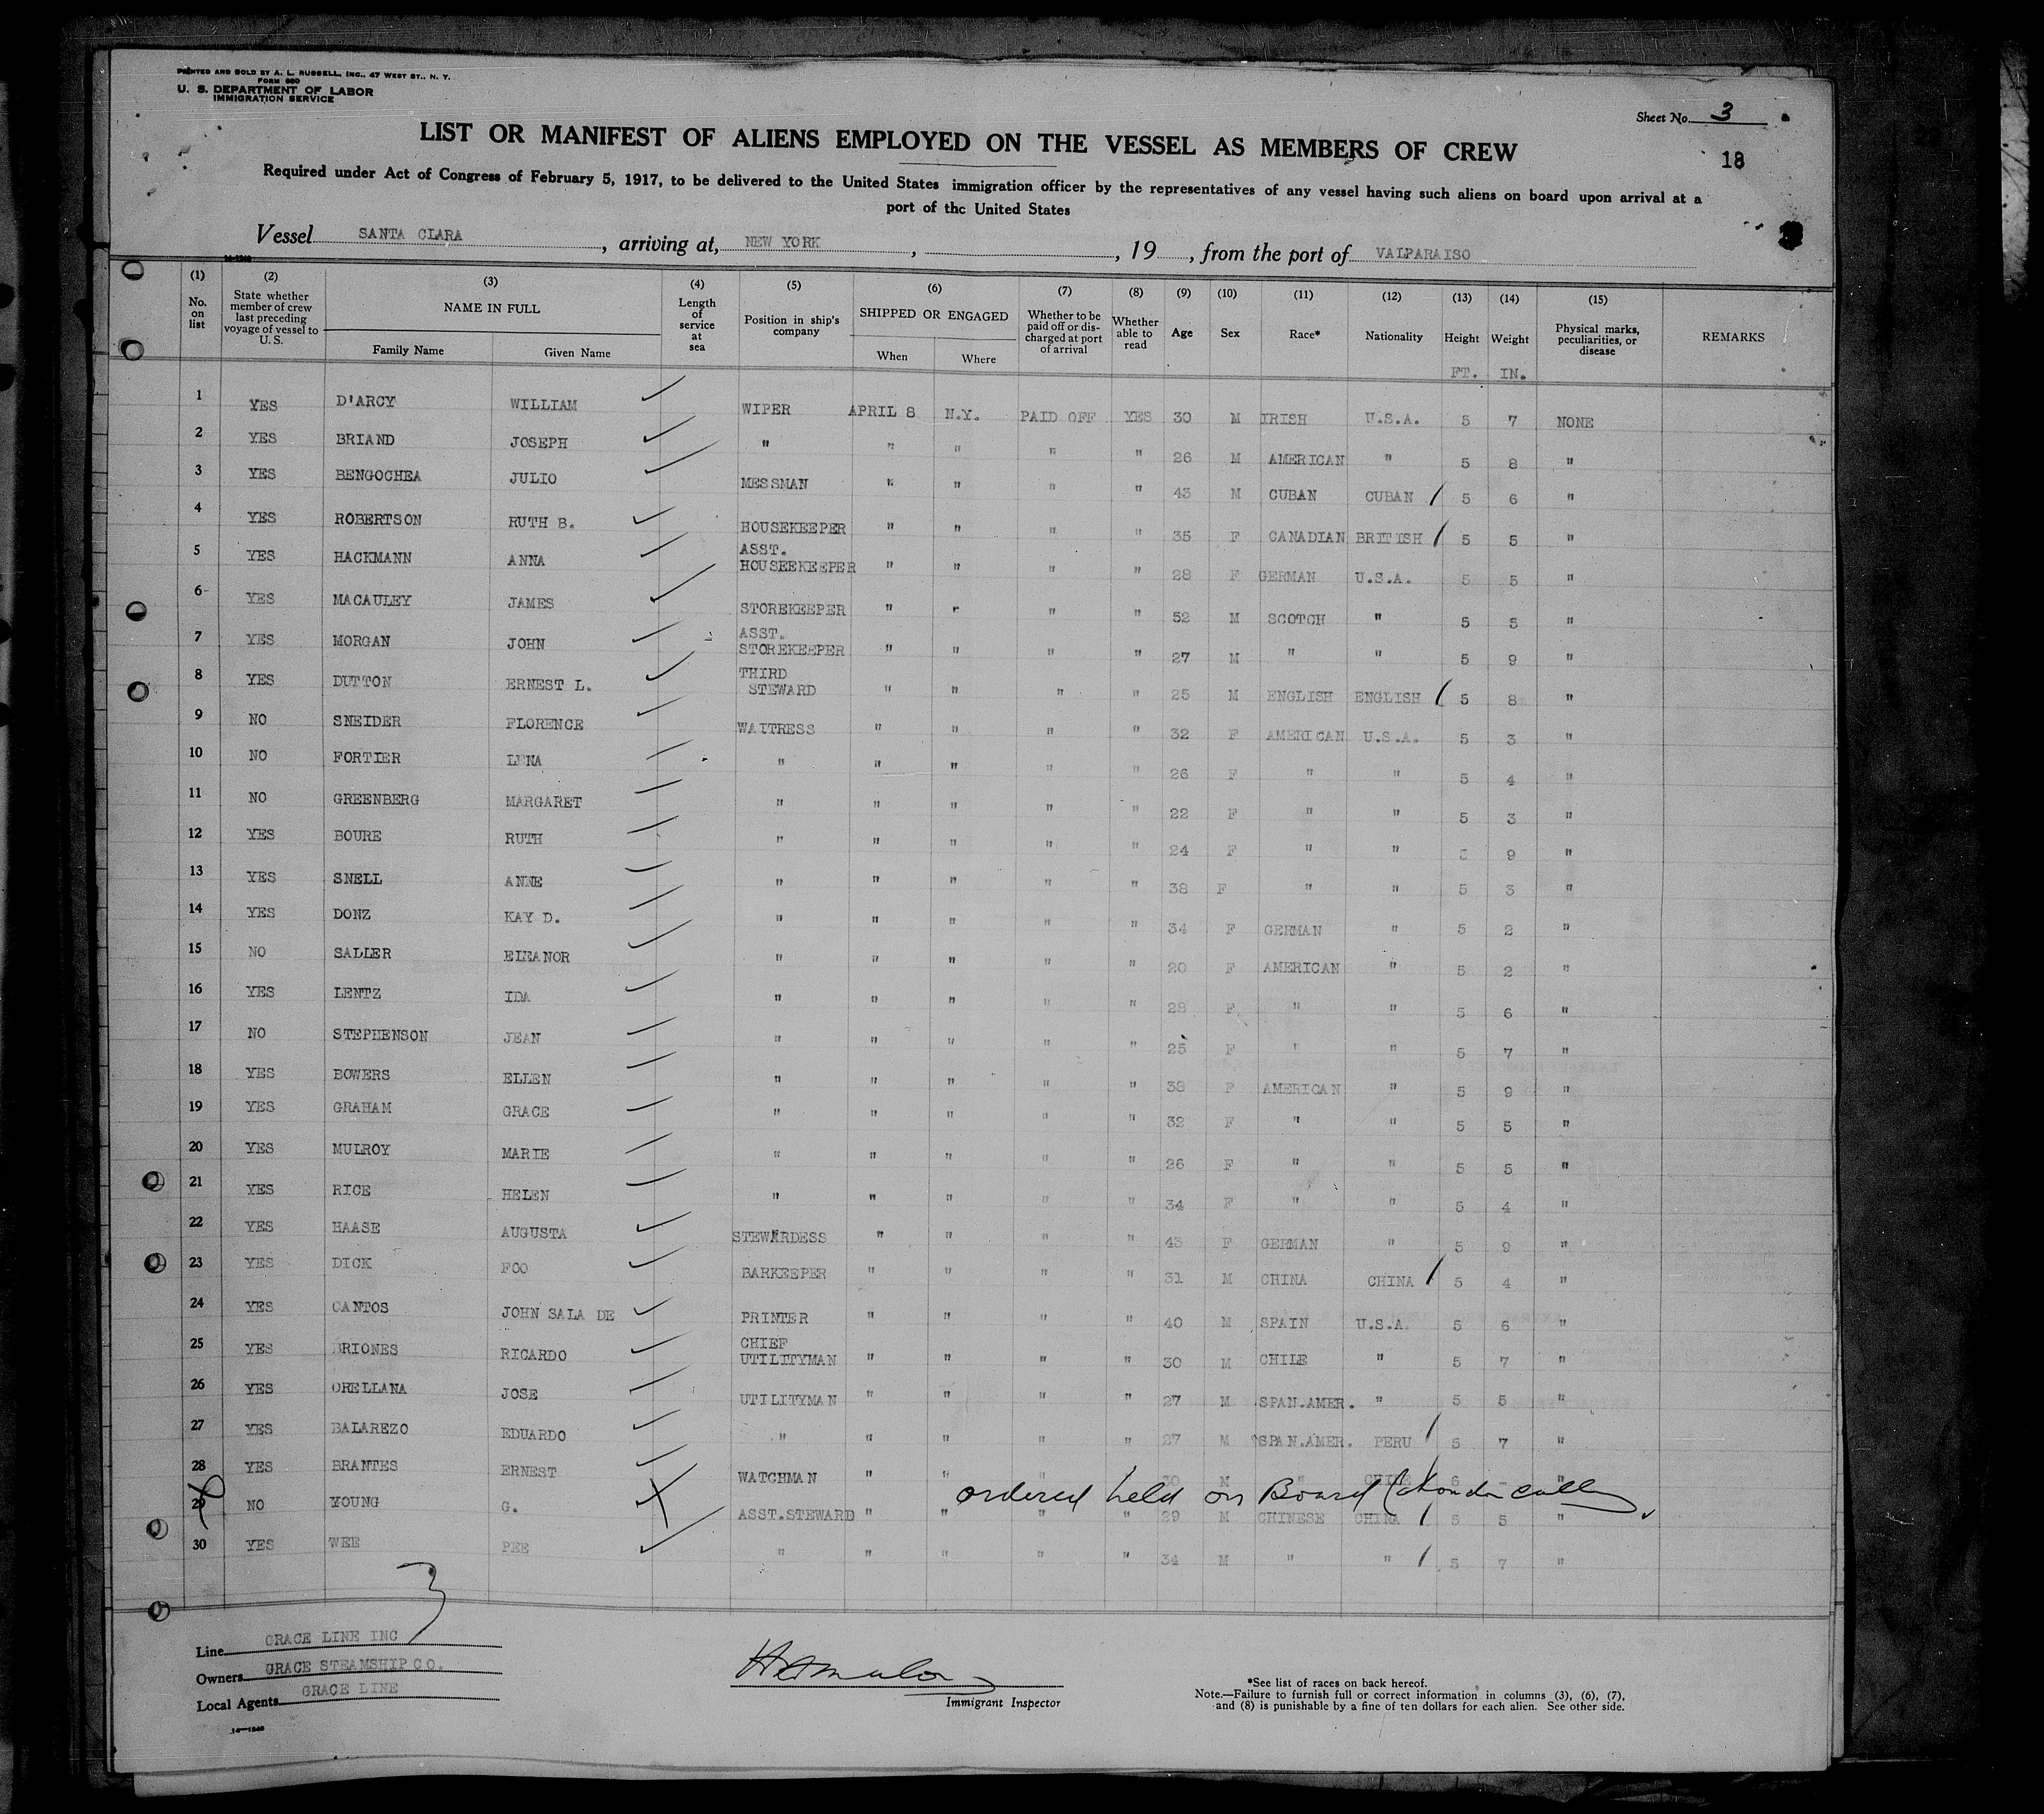 PRINTED AND SOLD BY A. L. RUSSELL, INC., 47 WEST ST., N. Y.
FORM 680
U. S. DEPARTMENT OF LABOR
IMMIGRATION SERVICE
Sheet No. 3
LIST OR MANIFEST OF ALIENS EMPLOYED ON THE VESSEL AS MEMBERS OF CREW
18
Required under Act of Congress of February 5, 1917, to be delivered to the United States immigration officer by the representatives of any vessel having such aliens on board upon arrival at a
port of the United States
Vessel SANTA CLARA, arriving at, NEW YORK, , 19 , from the port of VALPARAISO
14-1240
(1) (2) (3) (4) (5) (6) (7) (8) (9) (10) (11) (12) (13) (14) (15)
No. on list State whether member of crew last preceding voyage of vessel to U. S. NAME IN FULL Family Name Given Name Length of service at sea Position in ship's company SHIPPED OR ENGAGED When Where Whether to be paid off or discharged at port of arrival Whether able to read Age Sex Race* Nationality Height Weight Physical marks, peculiarities, or disease REMARKS
FT. IN.
1 YES D'ARCY WILLIAM WIPER APRIL 8 N.Y. PAID OFF YES 30 M IRISH U.S.A. 5 7 NONE
2 YES BRIAND JOSEPH " " " " " 26 M AMERICAN " 5 8 "
3 YES BENGOCHEA JULIO MESSMAN " " " " 43 M CUBAN CUBAN 5 6 "
4 YES ROBERTSON RUTH B. HOUSEKEEPER " " " " 35 F CANADIAN BRITISH 5 5 "
5 YES HACKMANN ANNA ASST. HOUSEKEEPER " " " " 28 F GERMAN U.S.A. 5 5 "
6 YES MACAULEY JAMES STOREKEEPER " " " " 52 M SCOTCH " 5 5 "
7 YES MORGAN JOHN ASST. STOREKEEPER " " " " 27 M " " 5 9 "
8 YES DUTTON ERNEST L. THIRD STEWARD " " " " 25 M ENGLISH ENGLISH 5 8 "
9 NO SNEIDER FLORENCE WAITRESS " " " " 32 F AMERICAN U.S.A. 5 3 "
10 NO FORTIER LENA " " " " " 26 F " " 5 4 "
11 NO GREENBERG MARGARET " " " " " 22 F " " 5 3 "
12 YES BOURE RUTH " " " " " 24 F " " 5 9 "
13 YES SNELL ANNE " " " " " 38 F " " 5 3 "
14 YES DONZ KAY D. " " " " " 34 F GERMAN " 5 2 "
15 NO SALLER ELEANOR " " " " " 20 F AMERICAN " 5 2 "
16 YES LENTZ IDA " " " " " 28 F " " 5 6 "
17 NO STEPHENSON JEAN " " " " " 25 F " " 5 7 "
18 YES BOWERS ELLEN " " " " " 38 F AMERICAN " 5 9 "
19 YES GRAHAM GRACE " " " " " 32 F " " 5 5 "
20 YES MULROY MARIE " " " " " 26 F " " 5 5 "
21 YES RICE HELEN " " " " " 34 F " " 5 4 "
22 YES HAASE AUGUSTA STEWARDESS " " " " 43 F GERMAN " 5 9 "
23 YES DICK FOO BARKEEPER " " " " 31 M CHINA CHINA 5 4 "
24 YES CANTOS JOHN SALA DE PRINTER " " " " 40 M SPAIN U.S.A. 5 6 "
25 YES BRIONES RICARDO CHIEF UTILITYMAN " " " " 30 M CHILE " 5 7 "
26 YES ORELLANA JOSE UTILITYMAN " " " " 27 M SPAN.AMER. " 5 5 "
27 YES BALAREZO EDUARDO " " " " " 27 M SPAN.AMER. PERU 5 7 "
28 YES BRANTES ERNEST WATCHMAN " " " " 30 M " CHILE 6 - "
ordered held on Board
29 NO YOUNG G. ASST.STEWARD " " " " 29 M CHINESE CHINA 5 5 "
30 YES WEE PEE " " " " " 34 M " " 5 7 "
3
Line GRACE LINE INC
Owners GRACE STEAMSHIP CO.
Local Agents GRACE LINE
14-1240
Immigrant Inspector
*See list of races on back hereof.
Note.—Failure to furnish full or correct information in columns (3), (6), (7),
and (8) is punishable by a fine of ten dollars for each alien. See other side.